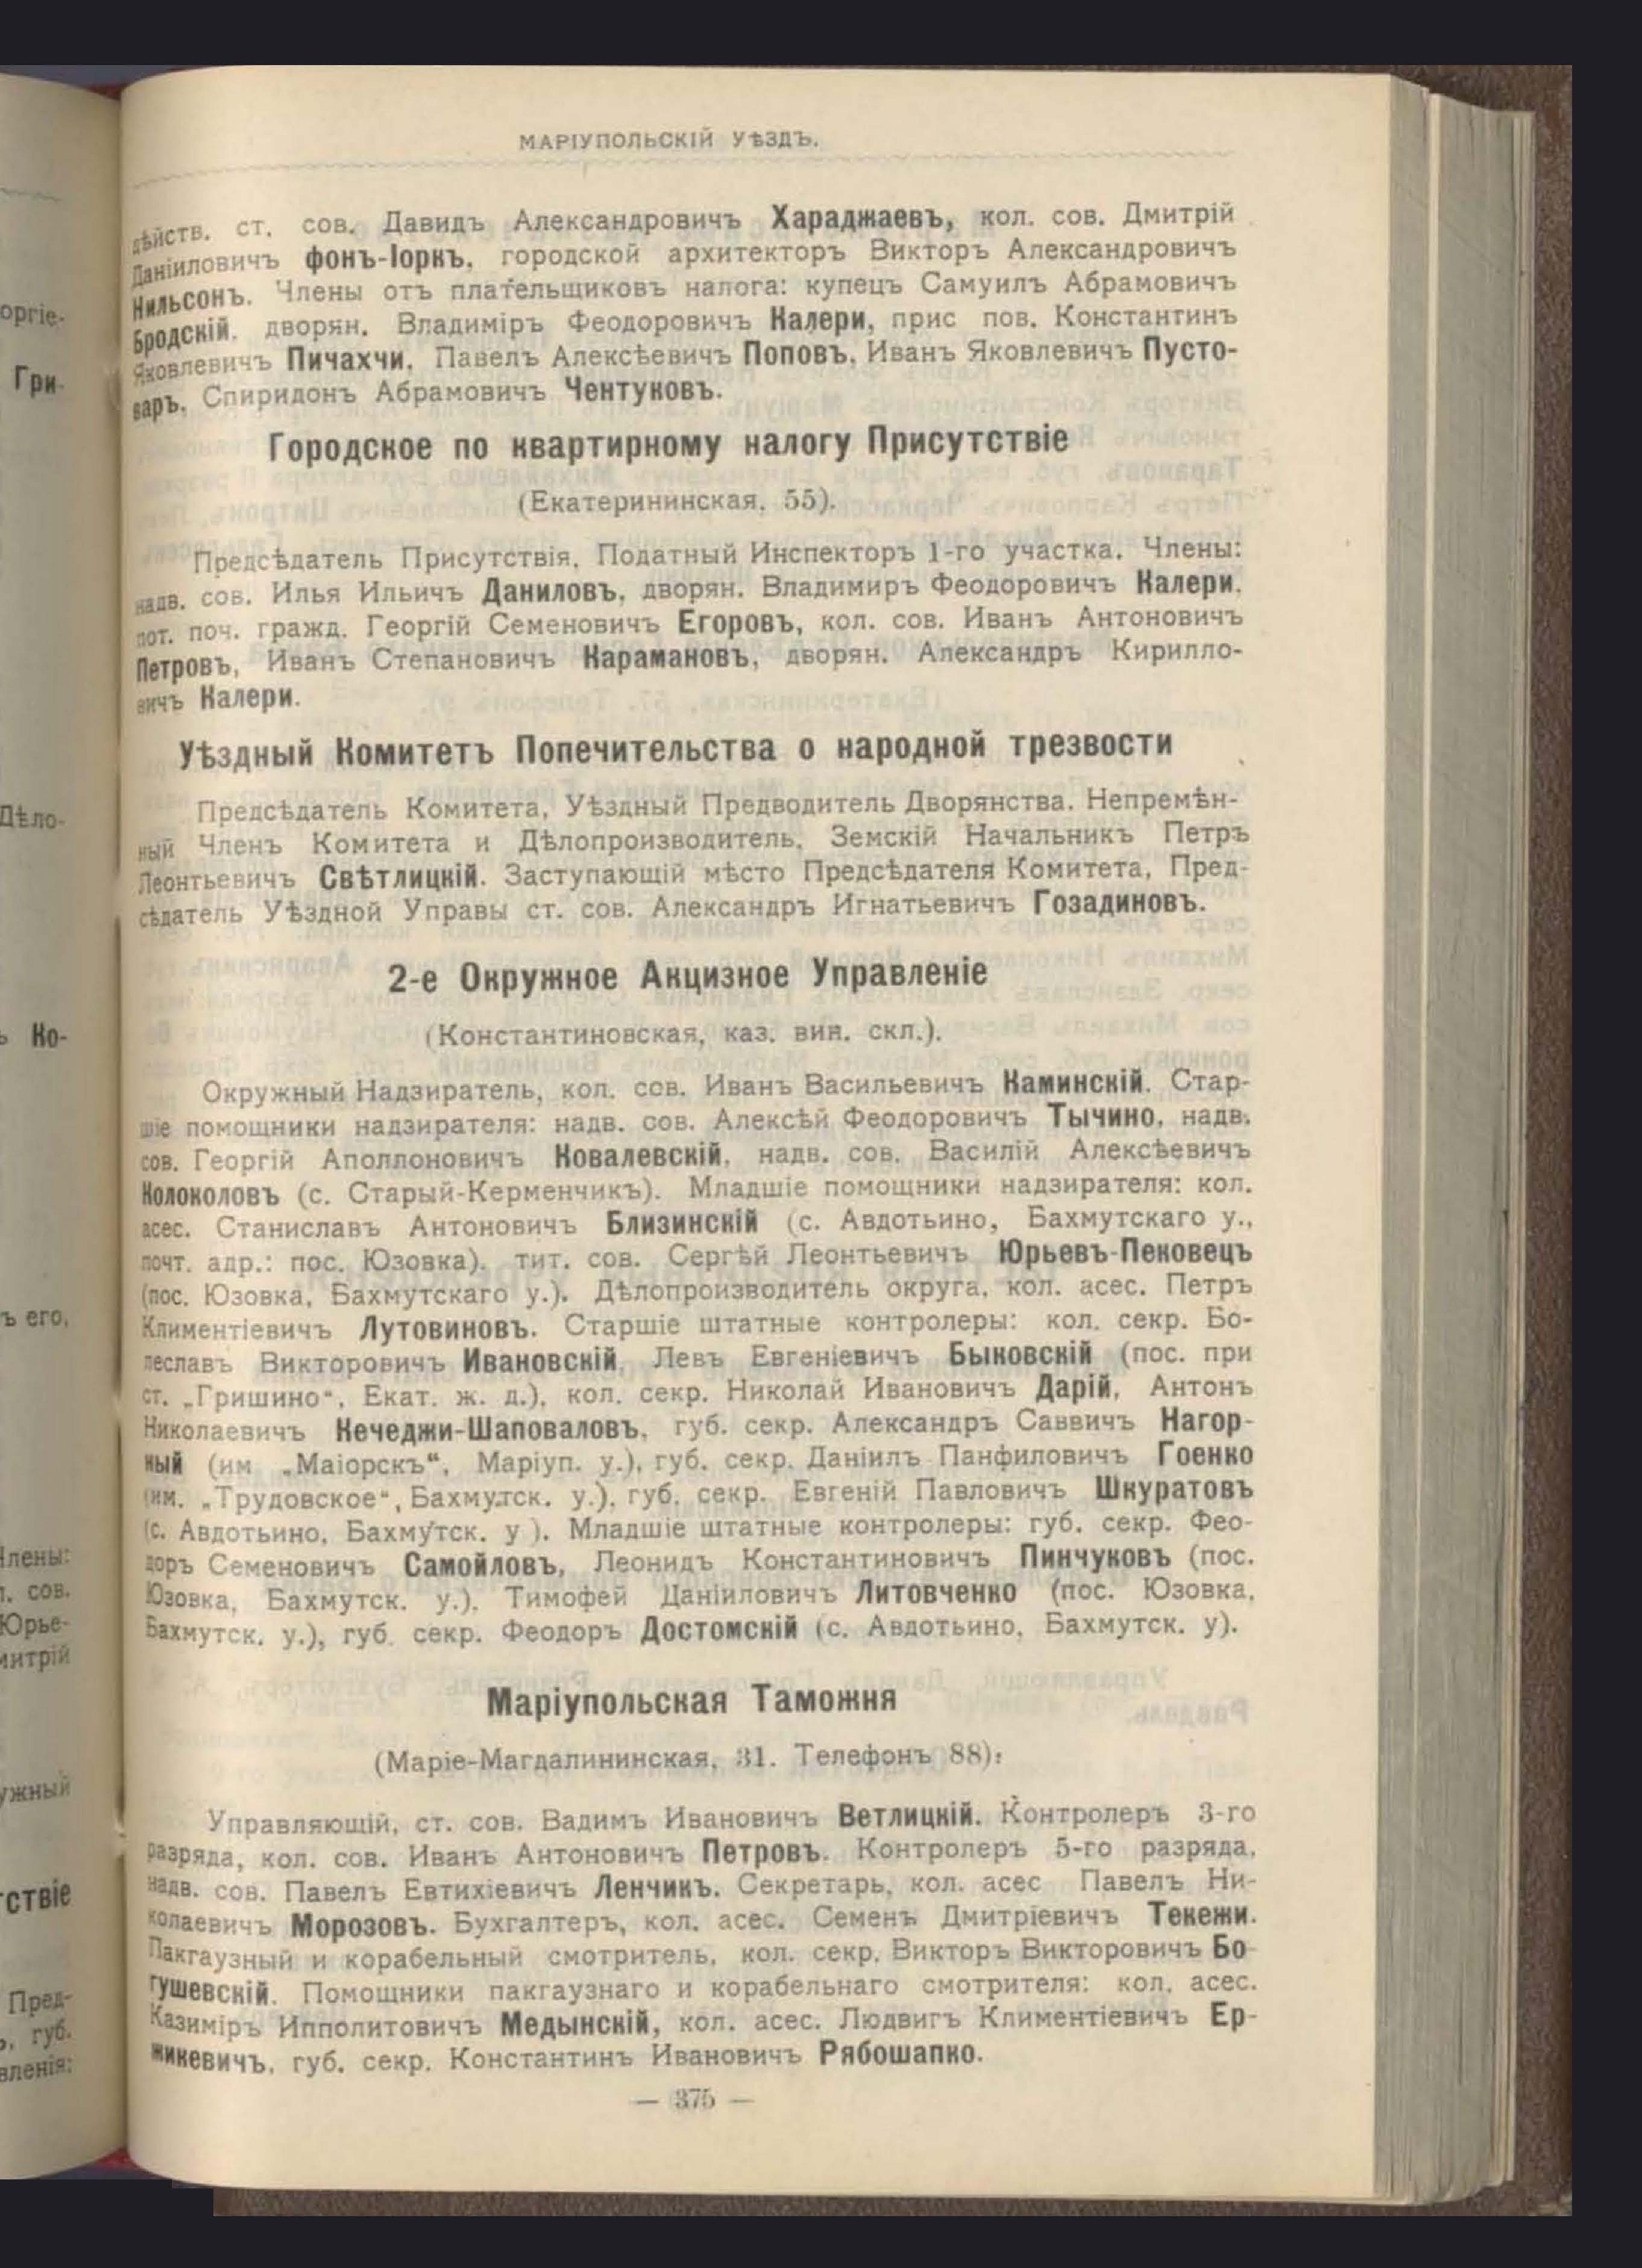 МАРІУПОЛЬСКІЙ УѢЗДЪ.
дѣйств. ст. сов. Давидъ Александровичъ Хараджаевъ, кол. сов. Дмитрій
Даніиловичъ фонъ-Іоркъ, городской архитекторъ Викторъ Александровичъ
Нильсонъ. Члены отъ плательщиковъ налога: купецъ Самуилъ Абрамовичъ
Бродскій, дворян. Владиміръ Феодоровичъ Калери, прис пов. Константинъ
Яковлевичъ Пичахчи, Павелъ Алексѣевичъ Поповъ, Иванъ Яковлевичъ Пусто-
варъ, Спиридонъ Абрамовичъ Чентуковъ.
Городское по квартирному налогу Присутствіе
(Екатерининская, 55).
Предсѣдатель Присутствія, Податный Инспекторъ 1-го участка. Члены:
надв. сов. Илья Ильичъ Даниловъ, дворян. Владимиръ Феодоровичъ Калери,
пот. поч. гражд. Георгій Семеновичъ Егоровъ, кол. сов. Иванъ Антоновичъ
Петровъ, Иванъ Степановичъ Карамановъ, дворян. Александръ Кирилло-
вичъ Калери.
Уѣздный Комитетъ Попечительства о народной трезвости
Предсѣдатель Комитета, Уѣздный Предводитель Дворянства. Непремѣн-
ный Членъ Комитета и Дѣлопроизводитель, Земскій Начальникъ Петръ
Леонтьевичъ Свѣтлицкій. Заступающій мѣсто Предсѣдателя Комитета, Пред-
сѣдатель Уѣздной Управы ст. сов. Александръ Игнатьевичъ Гозадиновъ.
2-е Окружное Акцизное Управленіе
(Константиновская, каз. вин. скл.).
Окружный Надзиратель, кол. сов. Иванъ Васильевичъ Каминскій. Стар-
шіе помощники надзирателя: надв. сов. Алексѣй Феодоровичъ Тычино, надв.
сов. Георгій Аполлоновичъ Ковалевскій, надв. сов. Василій Алексѣевичъ
Колоколовъ (с. Старый-Керменчикъ). Младшіе помощники надзирателя: кол.
асес. Станиславъ Антоновичъ Близинскій (с. Авдотьино, Бахмутскаго у.,
почт. адр.: пос. Юзовка), тит. сов. Сергѣй Леонтьевичъ Юрьевъ-Пековецъ
(пос. Юзовка, Бахмутскаго у.). Дѣлопроизводитель округа, кол. асес. Петръ
Климентіевичъ Лутовиновъ. Старшіе штатные контролеры: кол. секр. Бо-
леславъ Викторовичъ Ивановскій, Левъ Евгеніевичъ Быковскій (пос. при
ст. „Гришино“, Екат. ж. д.), кол. секр. Николай Ивановичъ Дарій, Антонъ
Николаевичъ Кечеджи-Шаповаловъ, губ. секр. Александръ Саввичъ Нагор-
ный (им „Маіорскъ“, Маріуп. у.), губ. секр. Даніилъ Панфиловичъ Гоенко
(им. „Трудовское“, Бахмутск. у.), губ. секр. Евгеній Павловичъ Шкуратовъ
(с. Авдотьино, Бахмутск. у ). Младшіе штатные контролеры: губ. секр. Фео-
доръ Семеновичъ Самойловъ, Леонидъ Константиновичъ Пинчуковъ (пос.
Юзовка, Бахмутск. у.), Тимофей Даніиловичъ Литовченко (пос. Юзовка,
Бахмутск. у.), губ. секр. Феодоръ Достомскій (с. Авдотьино, Бахмутск. у).
Маріупольская Таможня
(Маріе-Магдалининская, 31. Телефонъ 88):
Управляющій, ст. сов. Вадимъ Ивановичъ Ветлицкій. Контролеръ 3-го
разряда, кол. сов. Иванъ Антоновичъ Петровъ. Контролеръ 5-го разряда,
надв. сов. Павелъ Евтихіевичъ Ленчикъ. Секретарь, кол. асес Павелъ Ни-
колаевичъ Морозовъ. Бухгалтеръ, кол. асес. Семенъ Дмитріевичъ Текежи.
Пакгаузный и корабельный смотритель, кол. секр. Викторъ Викторовичъ Бо-
гушевскій. Помощники пакгаузнаго и корабельнаго смотрителя: кол. асес.
Казиміръ Ипполитовичъ Медынскій, кол. асес. Людвигъ Климентіевичъ Ер-
жикевичъ, губ. секр. Константинъ Ивановичъ Рябошапко.
— 375 —